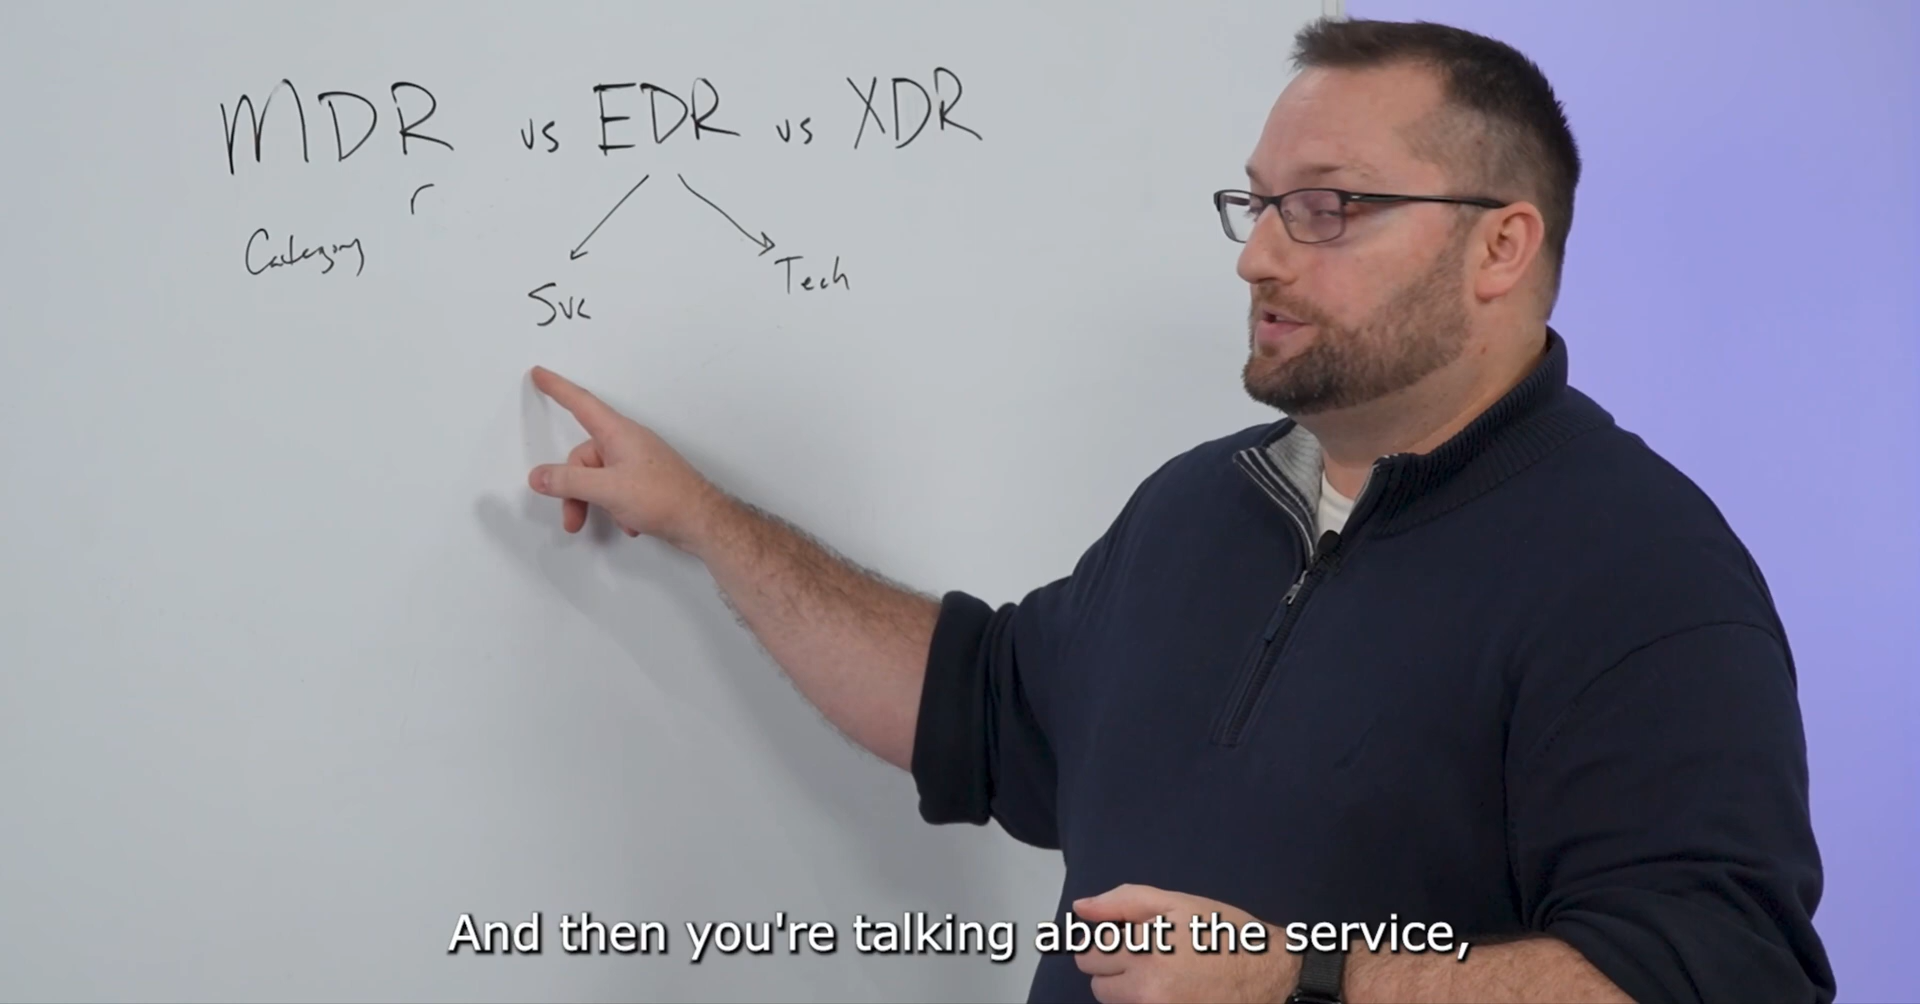 MDR vs EDR vs XDR
Category
Svc
Tech
And then you're talking about the service,